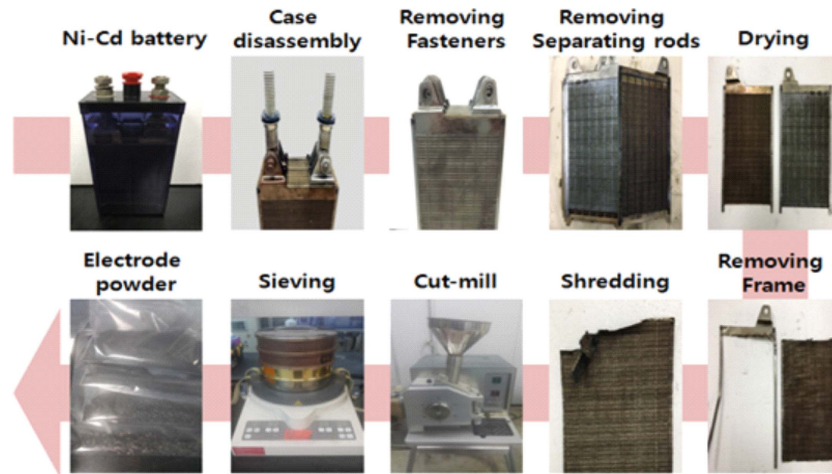 Ni-Cd battery
Case
disassembly
Removing
Fasteners
Removing
Separating rods
Drying
Removing
Frame
Shredding
Cut-mill
Sieving
Electrode
powder